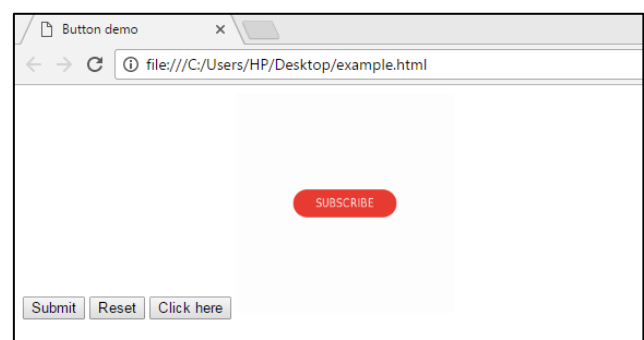 Button demo
file:///C:/Users/HP/Desktop/example.html
SUBSCRIBE
Submit Reset Click here